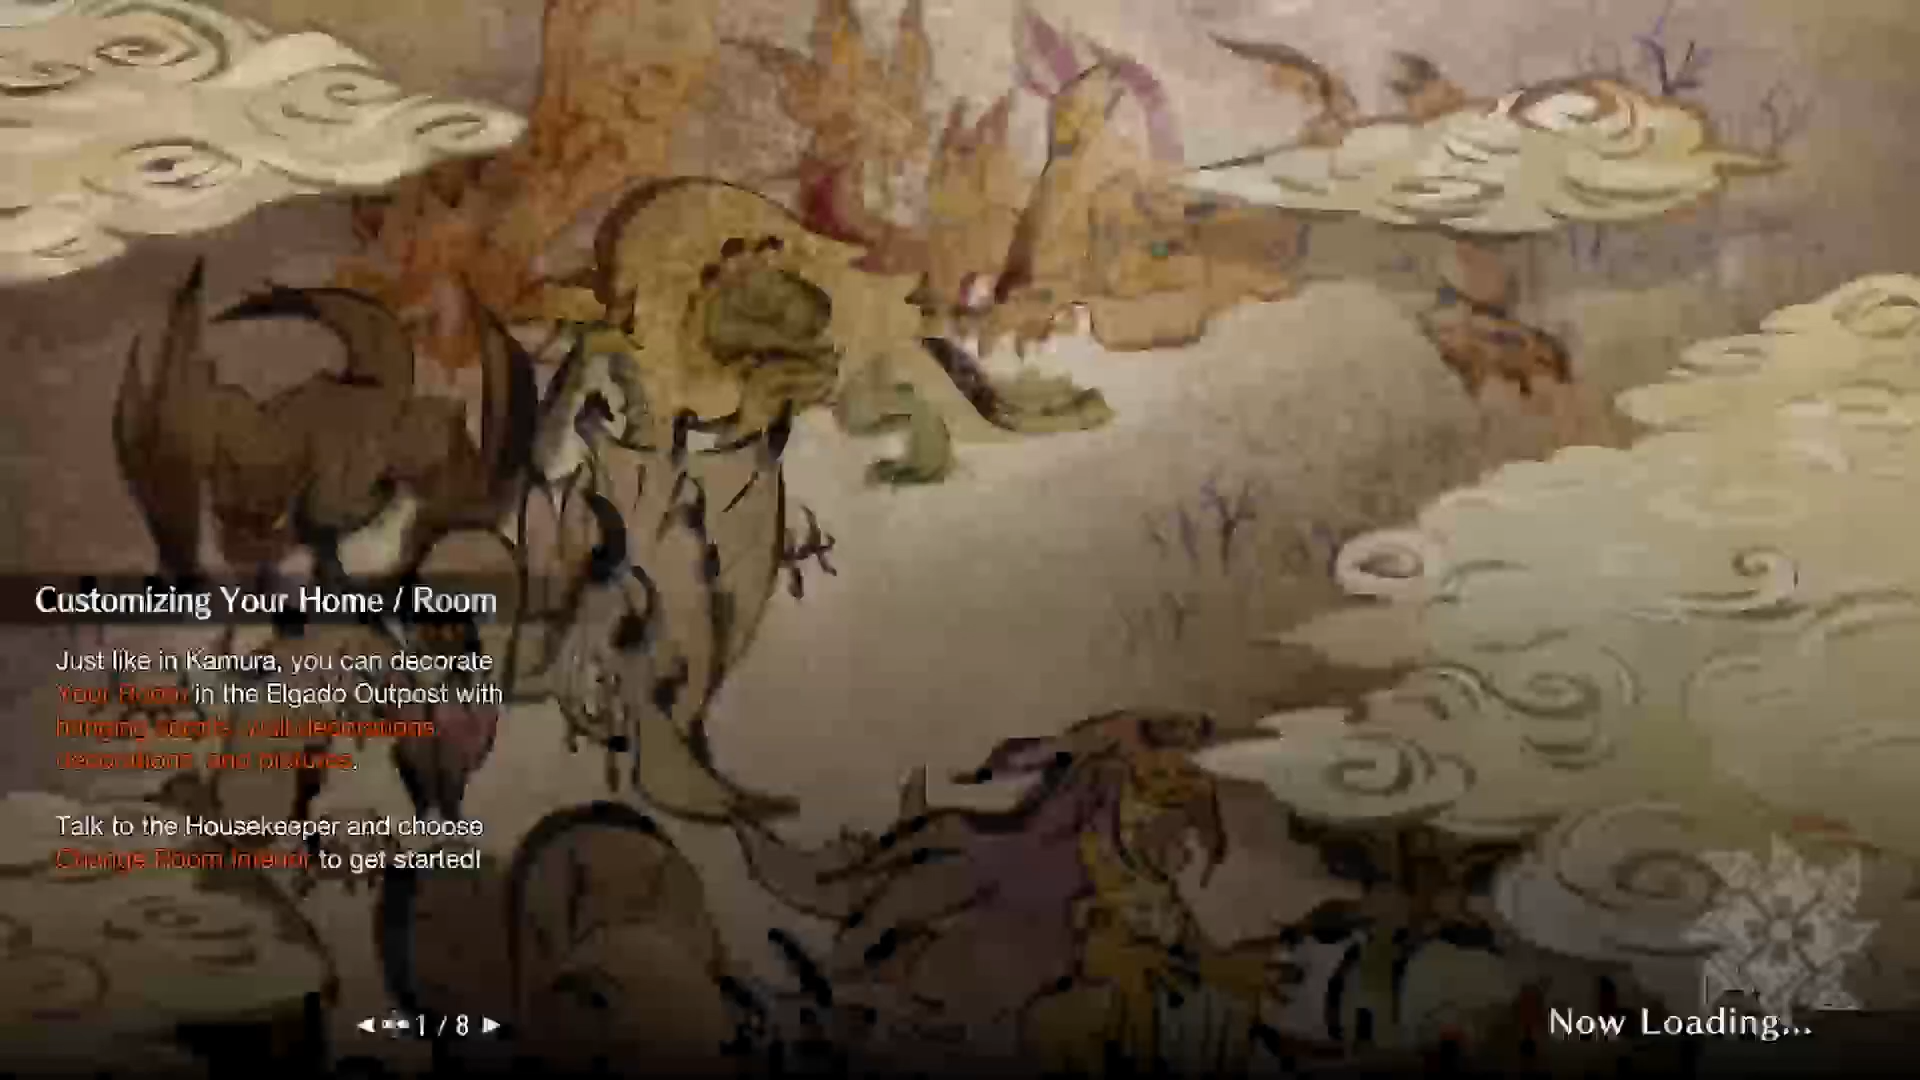 Customizing Your Home / Room
Just like in Kamura, you can decorate
Your Room in the Elgado Outpost with
hanging scrolls, wall decorations,
decorations, and pictures.
Talk to the Housekeeper and choose
Change Room Interior to get started!
1 / 8
Now Loading...